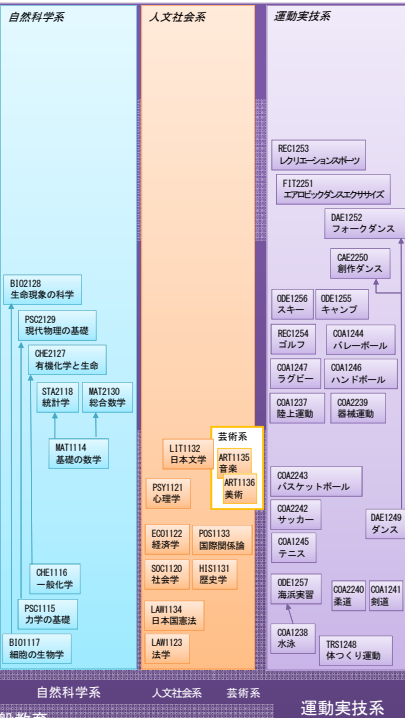 自然科学系
人文社会系
運動実技系
REC1253
レクリエーションスポーツ
FIT2251
エアロビックダンスエクササイズ
DAE1252
フォークダンス
CAE2250
創作ダンス
BIO2128
生命現象の科学
PSC2129
現代物理の基礎
CHE2127
有機化学と生命
STA2118
統計学
MAT2130
総合数学
MAT1114
基礎の数学
CHE1116
一般化学
PSC1115
力学の基礎
BIO1117
細胞の生物学
芸術系
LIT1132
日本文学
ART1135
音楽
ART1136
美術
PSY1121
心理学
ECO1122
経済学
POS1133
国際関係論
SOC1120
社会学
HIS1131
歴史学
LAW1134
日本国憲法
LAW1123
法学
ODE1256
スキー
ODE1255
キャンプ
REC1254
ゴルフ
COA1244
バレーボール
COA1247
ラグビー
COA1246
ハンドボール
COA1237
陸上運動
COA2239
器械運動
COA2243
バスケットボール
COA2242
サッカー
DAE1249
ダンス
COA1245
テニス
ODE1257
海浜実習
COA2240
柔道
COA1241
剣道
COA1238
水泳
TRS1248
体つくり運動
自然科学系
人文社会系
芸術系
運動実技系
般教育